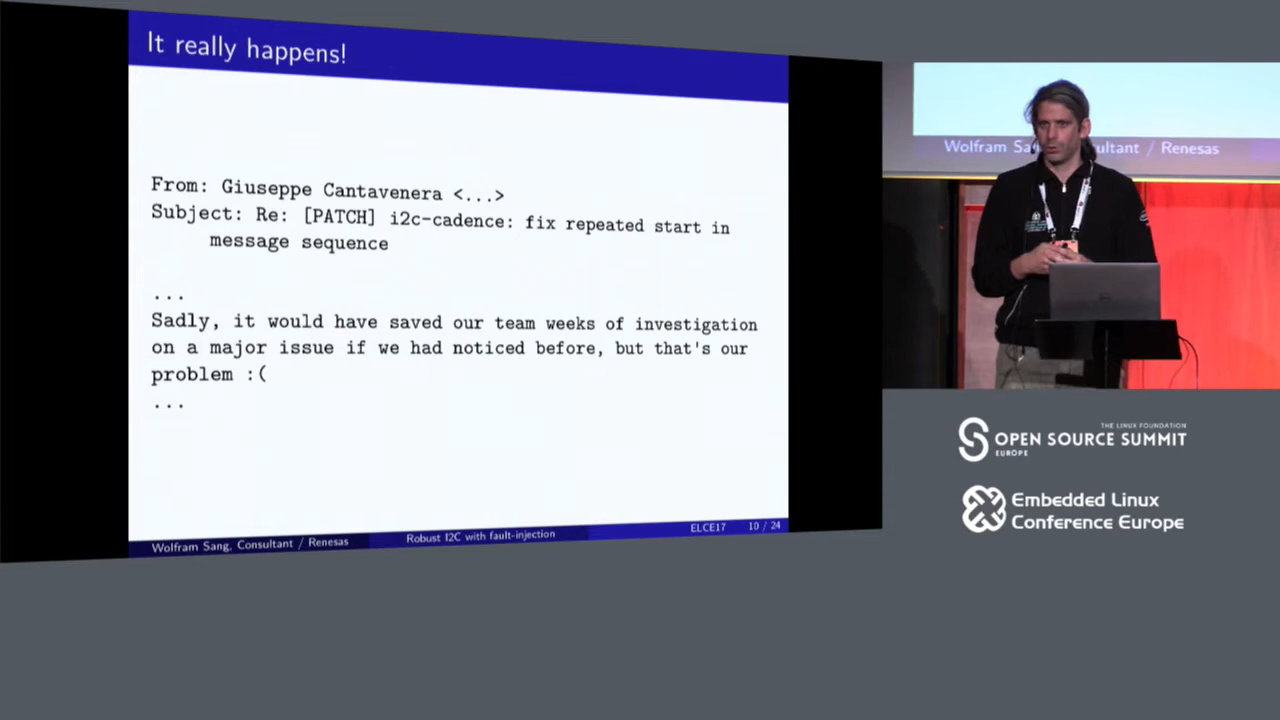 It really happens!
From: Giuseppe Cantavenera <...>
Subject: Re: [PATCH] i2c-cadence: fix repeated start in
message sequence
...
Sadly, it would have saved our team weeks of investigation
on a major issue if we had noticed before, but that's our
problem :(
...
Wolfram Sang, Consultant / Renesas
Robust I2C with fault-injection
ELCE17
10 / 24
Wolfram Sa
ultant / Renesas
THE LINUX FOUNDATION
OPEN SOURCE SUMMIT
EUROPE
Embedded Linux
Conference Europe